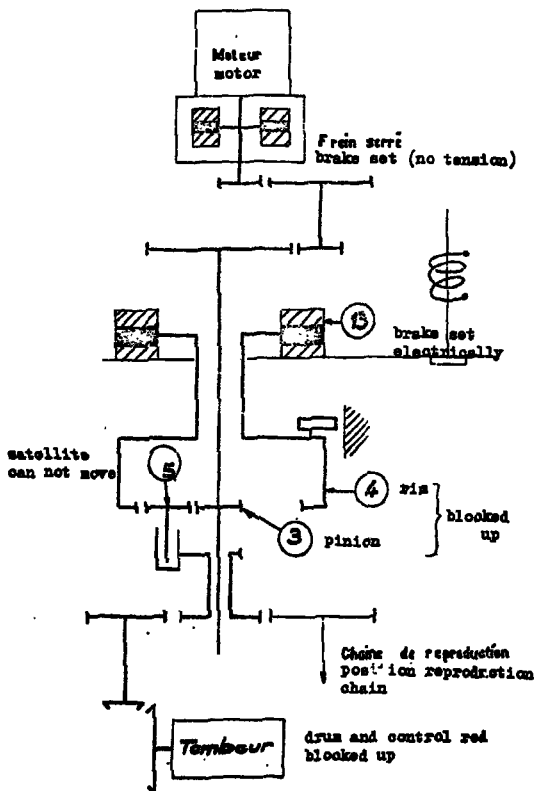 Moteur
motor
Frein serré
brake set (no tension)
13
brake set
electrically
satellite
can not move
5
4
rim
blocked
up
3
pinion
Chaine de reproduction
position reproduction
chain
Tambour
drum and control rod
blocked up